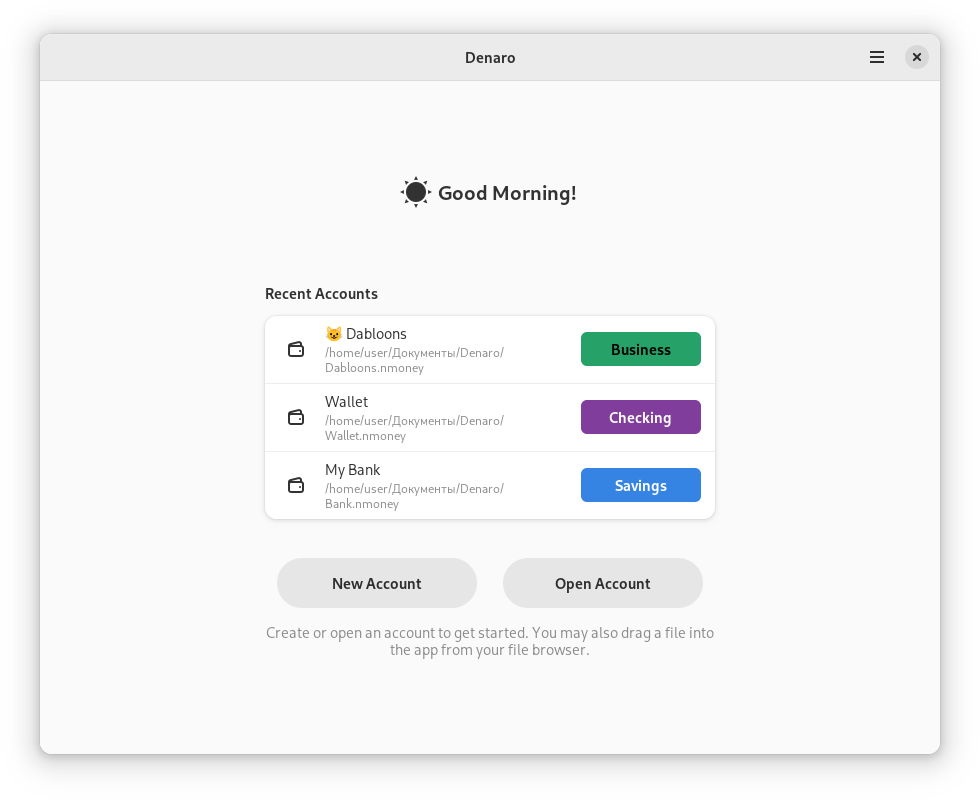 Denaro
Good Morning!
Recent Accounts
😺 Dabloons
/home/user/Документы/Denaro/
Dabloons.nmoney
Business
Wallet
/home/user/Документы/Denaro/
Wallet.nmoney
Checking
My Bank
/home/user/Документы/Denaro/
Bank.nmoney
Savings
New Account
Open Account
Create or open an account to get started. You may also drag a file into
the app from your file browser.